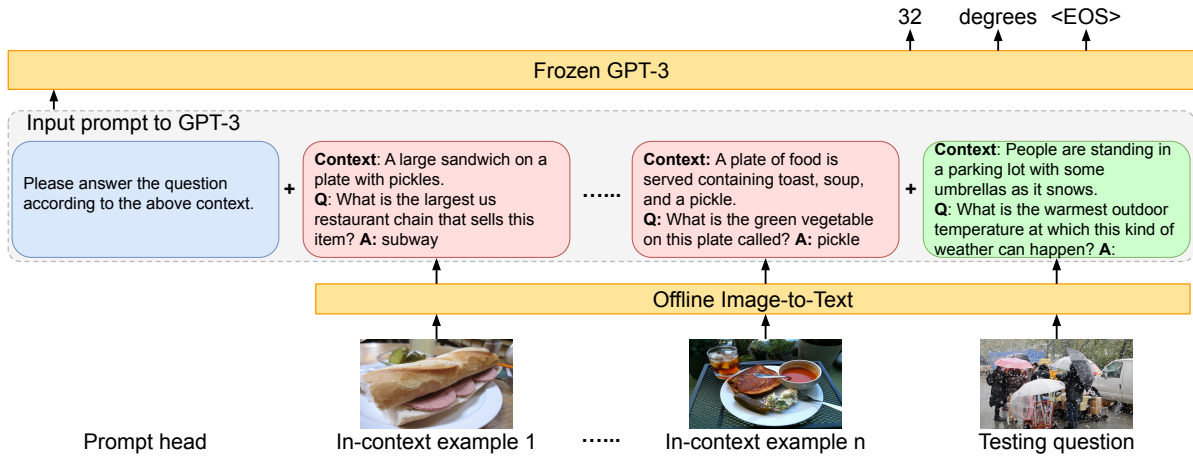 32 degrees <EOS>
Frozen GPT-3
Input prompt to GPT-3
Please answer the question
according to the above context.
+
Context: A large sandwich on a
plate with pickles.
Q: What is the largest us
restaurant chain that sells this
item? A: subway
......
Context: A plate of food is
served containing toast, soup,
and a pickle.
Q: What is the green vegetable
on this plate called? A: pickle
+
Context: People are standing in
a parking lot with some
umbrellas as it snows.
Q: What is the warmest outdoor
temperature at which this kind of
weather can happen? A:
Offline Image-to-Text
Prompt head
In-context example 1
......
In-context example n
Testing question